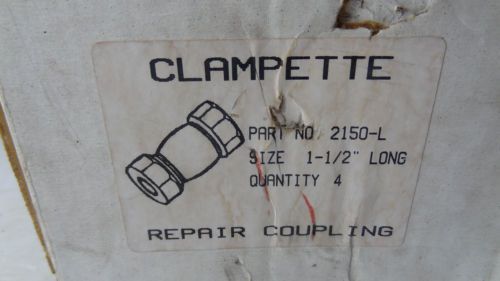 CLAMPETTE
PART NO. 2150-L
SIZE 1-1/2" LONG
QUANTITY 4
REPAIR COUPLING